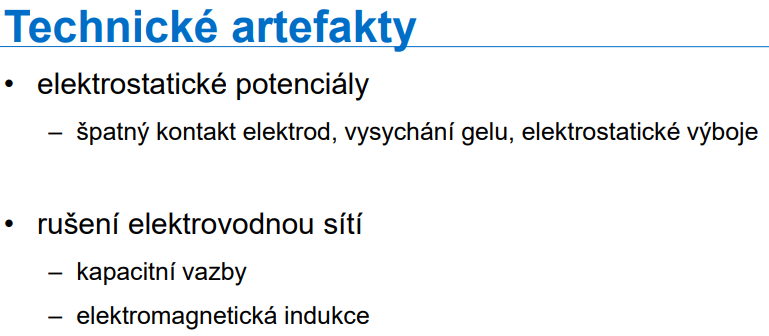 Technické artefakty
• elektrostatické potenciály
– špatný kontakt elektrod, vysychání gelu, elektrostatické výboje
• rušení elektrovodnou sítí
– kapacitní vazby
– elektromagnetická indukce